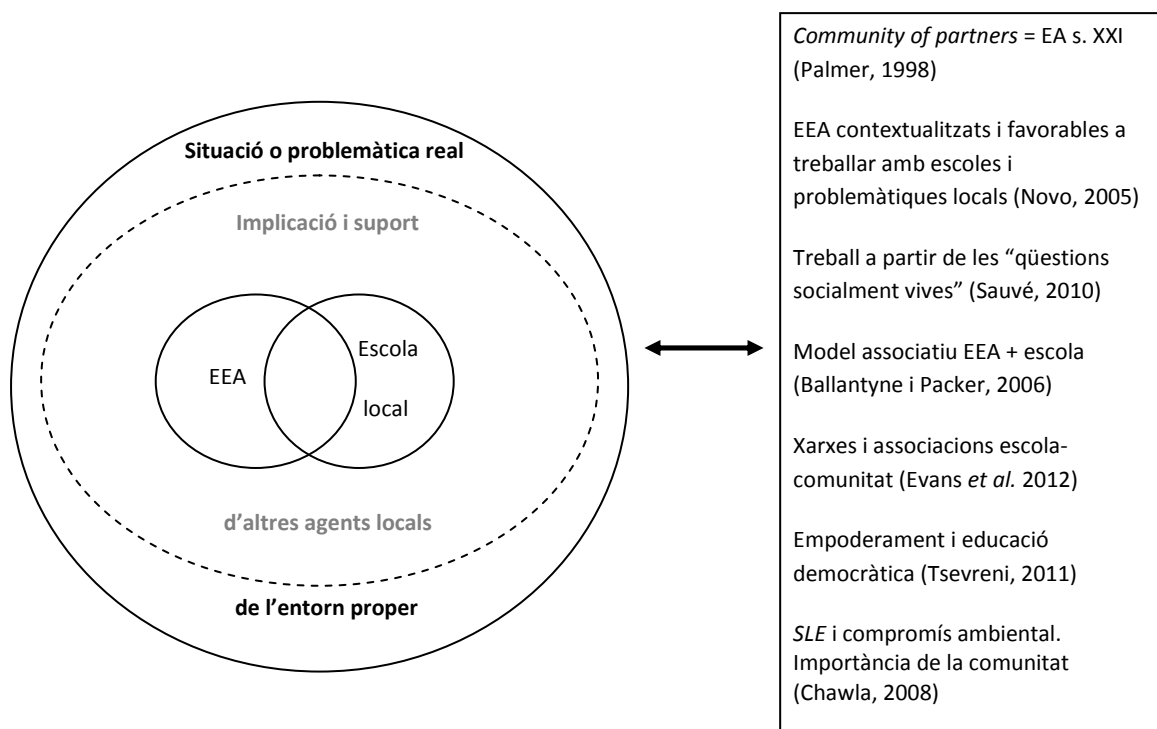 Situació o problemàtica real
Implicació i suport
EEA
Escola
local
d’altres agents locals
de l’entorn proper
Community of partners = EA s. XXI
(Palmer, 1998)
EEA contextualitzats i favorables a
treballar amb escoles i
problemàtiques locals (Novo, 2005)
Treball a partir de les “qüestions
socialment vives” (Sauvé, 2010)
Model associatiu EEA + escola
(Ballantyne i Packer, 2006)
Xarxes i associacions escola-
comunitat (Evans et al. 2012)
Empoderament i educació
democràtica (Tsevreni, 2011)
SLE i compromís ambiental.
Importància de la comunitat
(Chawla, 2008)